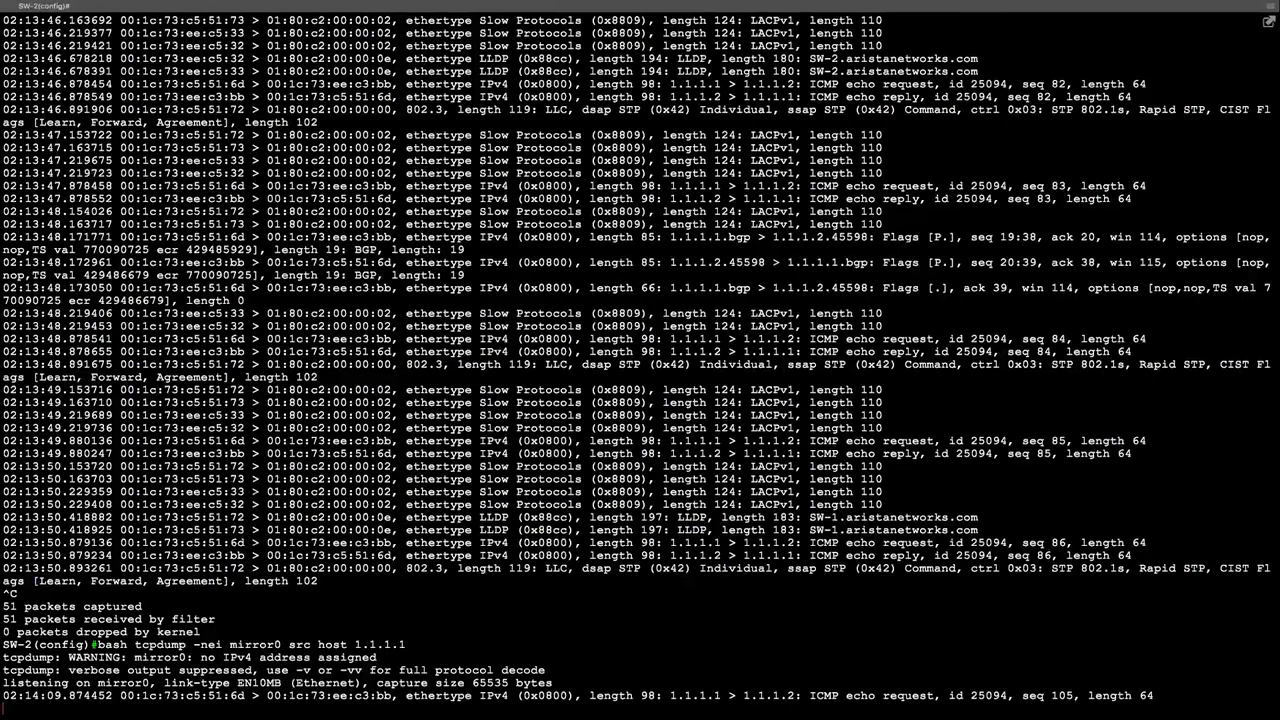 SW-2(config)#
02:13:46.163692 00:1c:73:c5:51:73 > 01:80:c2:00:00:02, ethertype Slow Protocols (0x8809), length 124: LACPv1, length 110
02:13:46.219377 00:1c:73:ee:c5:33 > 01:80:c2:00:00:02, ethertype Slow Protocols (0x8809), length 124: LACPv1, length 110
02:13:46.219421 00:1c:73:ee:c5:32 > 01:80:c2:00:00:02, ethertype Slow Protocols (0x8809), length 124: LACPv1, length 110
02:13:46.678218 00:1c:73:ee:c5:33 > 01:80:c2:00:00:0e, ethertype LLDP (0x88cc), length 194: LLDP, length 180: SW-2.aristanetworks.com
02:13:46.678241 00:1c:73:ee:c5:32 > 01:80:c2:00:00:0e, ethertype LLDP (0x88cc), length 194: LLDP, length 180: SW-2.aristanetworks.com
02:13:46.878454 00:1c:73:c5:51:6d > 00:1c:73:ee:c3:bb, ethertype IPv4 (0x0800), length 98: 1.1.1.1 > 1.1.1.2: ICMP echo request, id 25094, seq 82, length 64
02:13:46.878549 00:1c:73:ee:c3:bb > 00:1c:73:c5:51:6d, ethertype IPv4 (0x0800), length 98: 1.1.1.2 > 1.1.1.1: ICMP echo reply, id 25094, seq 82, length 64
02:13:46.891906 00:1c:73:c5:51:72 > 01:80:c2:00:00:00, 802.3, length 119: LLC, dsap STP (0x42) Individual, ssap STP (0x42) Command, ctrl 0x03: STP 802.1s, Rapid STP, CIST Fl
ags [Learn, Forward, Agreement], length 102
02:13:47.153722 00:1c:73:c5:51:72 > 01:80:c2:00:00:02, ethertype Slow Protocols (0x8809), length 124: LACPv1, length 110
02:13:47.163715 00:1c:73:c5:51:73 > 01:80:c2:00:00:02, ethertype Slow Protocols (0x8809), length 124: LACPv1, length 110
02:13:47.219675 00:1c:73:ee:c5:33 > 01:80:c2:00:00:02, ethertype Slow Protocols (0x8809), length 124: LACPv1, length 110
02:13:47.219723 00:1c:73:ee:c5:32 > 01:80:c2:00:00:02, ethertype Slow Protocols (0x8809), length 124: LACPv1, length 110
02:13:47.878458 00:1c:73:c5:51:6d > 00:1c:73:ee:c3:bb, ethertype IPv4 (0x0800), length 98: 1.1.1.1 > 1.1.1.2: ICMP echo request, id 25094, seq 83, length 64
02:13:47.878555 00:1c:73:ee:c3:bb > 00:1c:73:c5:51:6d, ethertype IPv4 (0x0800), length 98: 1.1.1.2 > 1.1.1.1: ICMP echo reply, id 25094, seq 83, length 64
02:13:48.154026 00:1c:73:c5:51:72 > 01:80:c2:00:00:02, ethertype Slow Protocols (0x8809), length 124: LACPv1, length 110
02:13:48.163717 00:1c:73:c5:51:73 > 01:80:c2:00:00:02, ethertype Slow Protocols (0x8809), length 124: LACPv1, length 110
02:13:48.171771 00:1c:73:c5:51:6d > 00:1c:73:ee:c3:bb, ethertype IPv4 (0x0800), length 85: 1.1.1.1.bgp > 1.1.1.2.45598: Flags [P.], seq 19:38, ack 20, win 114, options [nop,
nop,TS val 770090725 ecr 429485929], length 19: BGP, length: 19
02:13:48.172961 00:1c:73:ee:c3:bb > 00:1c:73:c5:51:6d, ethertype IPv4 (0x0800), length 85: 1.1.1.2.45598 > 1.1.1.1.bgp: Flags [P.], seq 20:39, ack 38, win 115, options [nop,
nop,TS val 429486679 ecr 770090725], length 19: BGP, length: 19
02:13:48.173050 00:1c:73:c5:51:6d > 00:1c:73:ee:c3:bb, ethertype IPv4 (0x0800), length 66: 1.1.1.1.bgp > 1.1.1.2.45598: Flags [.], ack 39, win 114, options [nop,nop,TS val 7
70090725 ecr 429486679], length 0
02:13:48.219406 00:1c:73:ee:c5:33 > 01:80:c2:00:00:02, ethertype Slow Protocols (0x8809), length 124: LACPv1, length 110
02:13:48.219453 00:1c:73:ee:c5:32 > 01:80:c2:00:00:02, ethertype Slow Protocols (0x8809), length 124: LACPv1, length 110
02:13:48.878541 00:1c:73:c5:51:6d > 00:1c:73:ee:c3:bb, ethertype IPv4 (0x0800), length 98: 1.1.1.1 > 1.1.1.2: ICMP echo request, id 25094, seq 84, length 64
02:13:48.878655 00:1c:73:ee:c3:bb > 00:1c:73:c5:51:6d, ethertype IPv4 (0x0800), length 98: 1.1.1.2 > 1.1.1.1: ICMP echo reply, id 25094, seq 84, length 64
02:13:48.891675 00:1c:73:c5:51:72 > 01:80:c2:00:00:00, 802.3, length 119: LLC, dsap STP (0x42) Individual, ssap STP (0x42) Command, ctrl 0x03: STP 802.1s, Rapid STP, CIST Fl
ags [Learn, Forward, Agreement], length 102
02:13:49.153716 00:1c:73:c5:51:72 > 01:80:c2:00:00:02, ethertype Slow Protocols (0x8809), length 124: LACPv1, length 110
02:13:49.163710 00:1c:73:c5:51:73 > 01:80:c2:00:00:02, ethertype Slow Protocols (0x8809), length 124: LACPv1, length 110
02:13:49.219689 00:1c:73:ee:c5:33 > 01:80:c2:00:00:02, ethertype Slow Protocols (0x8809), length 124: LACPv1, length 110
02:13:49.219736 00:1c:73:ee:c5:32 > 01:80:c2:00:00:02, ethertype Slow Protocols (0x8809), length 124: LACPv1, length 110
02:13:49.880136 00:1c:73:c5:51:6d > 00:1c:73:ee:c3:bb, ethertype IPv4 (0x0800), length 98: 1.1.1.1 > 1.1.1.2: ICMP echo request, id 25094, seq 85, length 64
02:13:49.880247 00:1c:73:ee:c3:bb > 00:1c:73:c5:51:6d, ethertype IPv4 (0x0800), length 98: 1.1.1.2 > 1.1.1.1: ICMP echo reply, id 25094, seq 85, length 64
02:13:50.153720 00:1c:73:c5:51:72 > 01:80:c2:00:00:02, ethertype Slow Protocols (0x8809), length 124: LACPv1, length 110
02:13:50.163703 00:1c:73:c5:51:73 > 01:80:c2:00:00:02, ethertype Slow Protocols (0x8809), length 124: LACPv1, length 110
02:13:50.229359 00:1c:73:ee:c5:33 > 01:80:c2:00:00:02, ethertype Slow Protocols (0x8809), length 124: LACPv1, length 110
02:13:50.229408 00:1c:73:ee:c5:32 > 01:80:c2:00:00:02, ethertype Slow Protocols (0x8809), length 124: LACPv1, length 110
02:13:50.418882 00:1c:73:c5:51:72 > 01:80:c2:00:00:0e, ethertype LLDP (0x88cc), length 197: LLDP, length 183: SW-1.aristanetworks.com
02:13:50.418925 00:1c:73:c5:51:73 > 01:80:c2:00:00:0e, ethertype LLDP (0x88cc), length 197: LLDP, length 183: SW-1.aristanetworks.com
02:13:50.879136 00:1c:73:c5:51:6d > 00:1c:73:ee:c3:bb, ethertype IPv4 (0x0800), length 98: 1.1.1.1 > 1.1.1.2: ICMP echo request, id 25094, seq 86, length 64
02:13:50.879234 00:1c:73:ee:c3:bb > 00:1c:73:c5:51:6d, ethertype IPv4 (0x0800), length 98: 1.1.1.2 > 1.1.1.1: ICMP echo reply, id 25094, seq 86, length 64
02:13:50.893261 00:1c:73:c5:51:72 > 01:80:c2:00:00:00, 802.3, length 119: LLC, dsap STP (0x42) Individual, ssap STP (0x42) Command, ctrl 0x03: STP 802.1s, Rapid STP, CIST Fl
ags [Learn, Forward, Agreement], length 102
^C
51 packets captured
51 packets received by filter
0 packets dropped by kernel
SW-2(config)#bash tcpdump -nei mirror0 src host 1.1.1.1
tcpdump: WARNING: mirror0: no IPv4 address assigned
tcpdump: verbose output suppressed, use -v or -vv for full protocol decode
listening on mirror0, link-type EN10MB (Ethernet), capture size 65535 bytes
02:14:09.874452 00:1c:73:c5:51:6d > 00:1c:73:ee:c3:bb, ethertype IPv4 (0x0800), length 98: 1.1.1.1 > 1.1.1.2: ICMP echo request, id 25094, seq 105, length 64